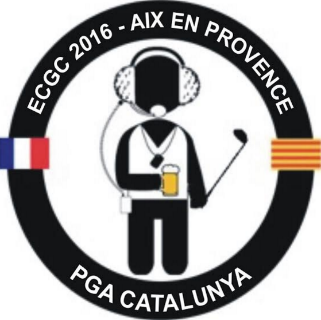 ECGC 2016 - AIX EN PROVENCE
PGA CATALUNYA